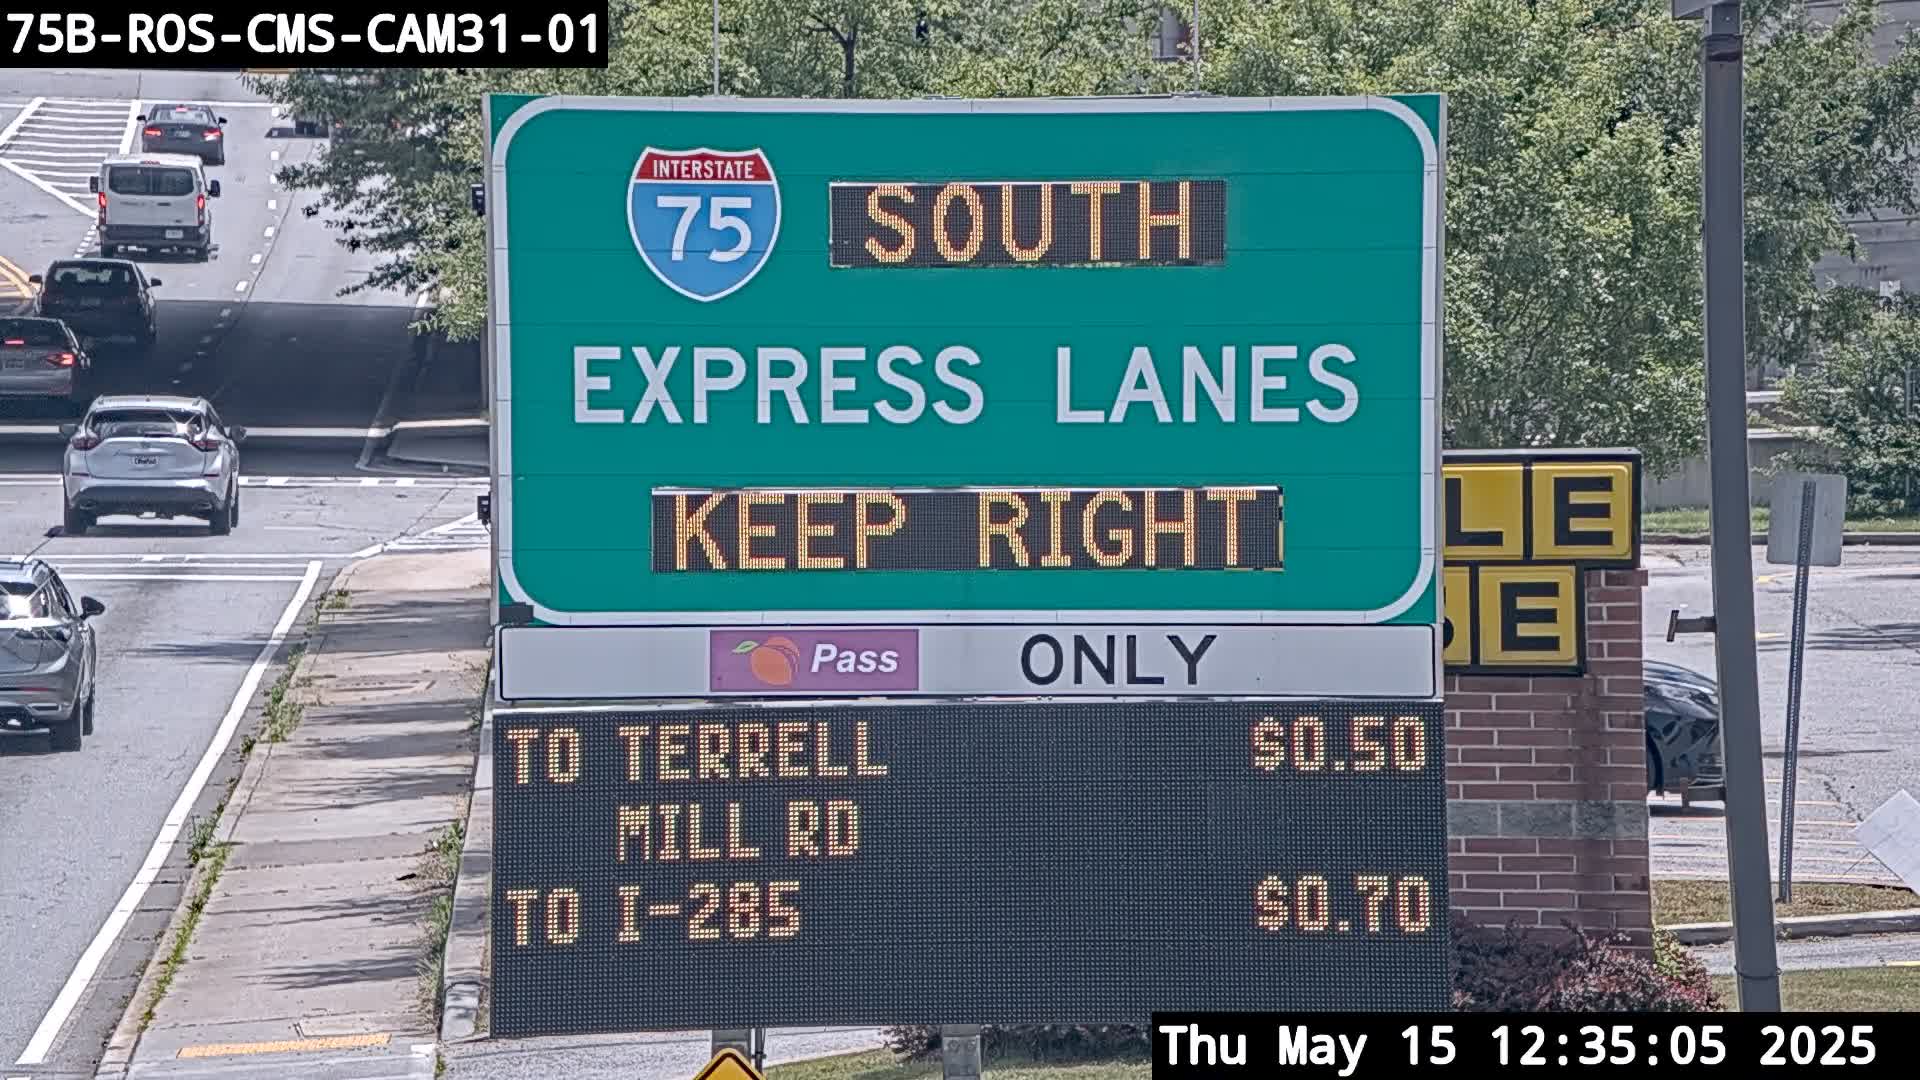 75B-ROS-CMS-CAM31-01
INTERSTATE
75
SOUTH
EXPRESS LANES
KEEP RIGHT
LE
E
Pass ONLY
TO TERRELL $0.50
MILL RD
TO I-285 $0.70
Thu May 15 12:35:05 2025